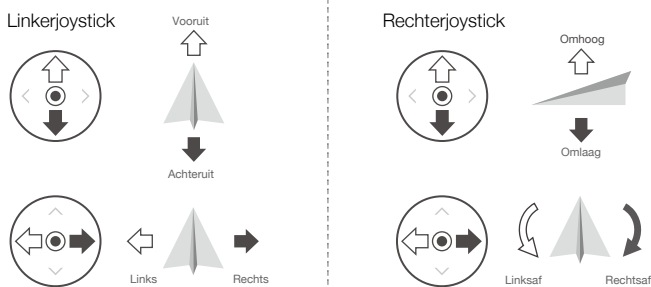 Linkerjoystick
Vooruit
Achteruit
Links
Rechts
Rechterjoystick
Omhoog
Omlaag
Linksaf
Rechtsaf